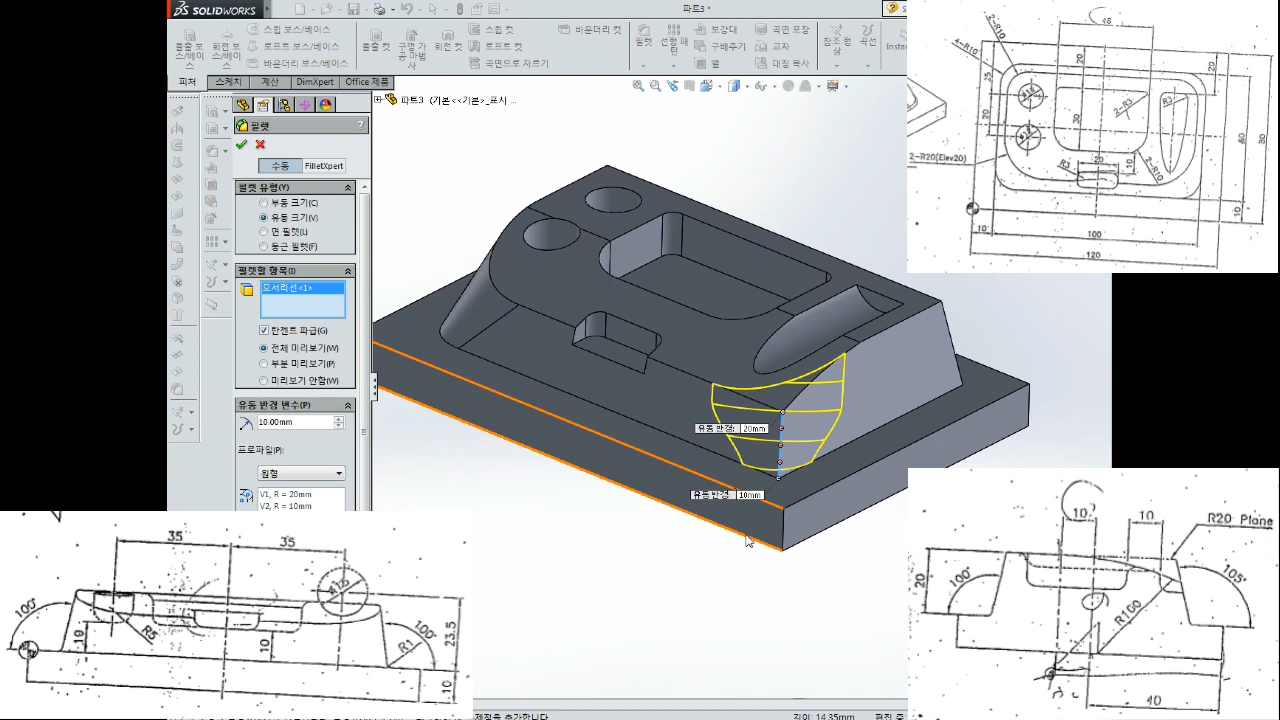 SOLIDWORKS
파트3 *
스윕 보스/베이스
로프트 보스/베이스
바운더리 보스/베이스
돌출 보스/베이스
회전 보스/베이스
돌출 컷
구멍 가공
회전 컷
스윕 컷
로프트 컷
곡면으로 자르기
바운더리 컷
필렛
선형 패턴
보강대
구배주기
쉘
곡면 포장
교차
대칭 복사
참조 형상
곡선
Instan
피처
스케치
계산
DimXpert
Office 제품
파트3 (기본<<기본>_표시 ...
필렛
?
수동
FilletXpert
필렛 유형(Y)
부동 크기(C)
유동 크기(V)
면 필렛(L)
둥근 필렛(F)
필렛할 항목(I)
모서리선<1>
탄젠트 파급(G)
전체 미리보기(W)
부분 미리보기(P)
미리보기 안함(W)
유동 반경 변수(P)
10.00mm
프로파일(P):
원형
V1, R = 20mm
V2, R = 10mm
유동 반경: 20mm
10mm
45
2-R10
4-R10
20
20
35
20
30
2-R5
R3
60
80
2-R20(Elev20)
R3
20
10
2-R10
10
10
100
120
35
35
100°
R5
10
10
100°
R1
23.5
10
10
10
R20 Plane
20
100°
105°
R100
40
길이: 14.35mm